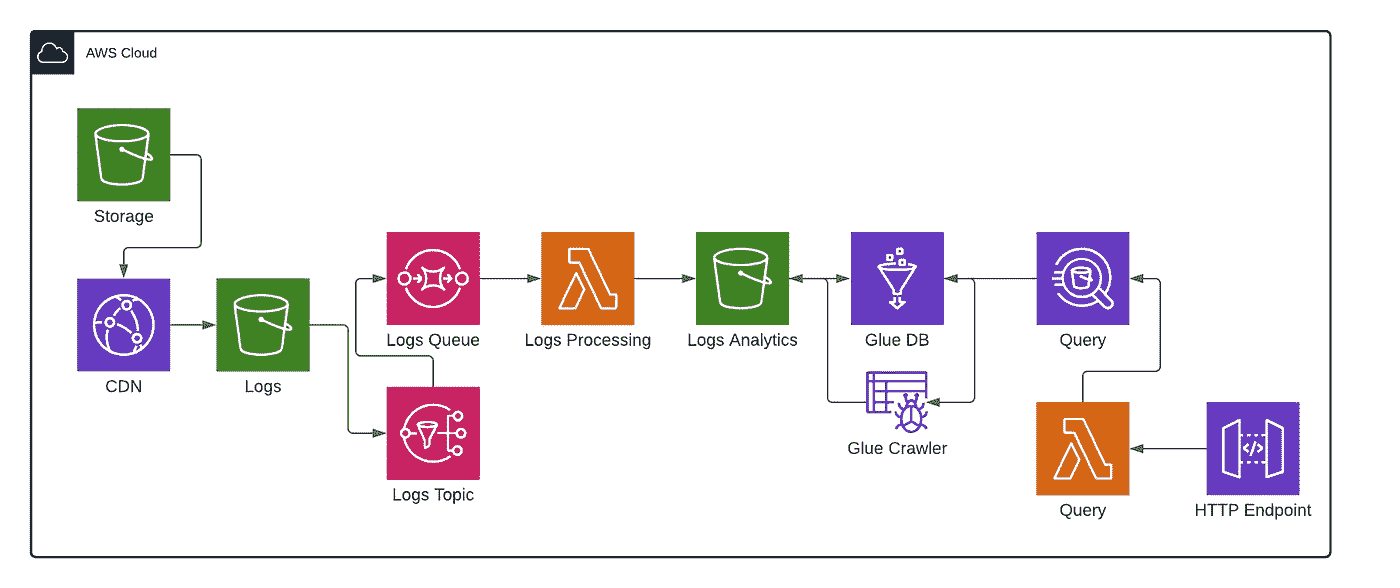 AWS Cloud
Storage
CDN
Logs
Logs Queue
Logs Topic
Logs Processing
Logs Analytics
Glue DB
Glue Crawler
Query
Query
HTTP Endpoint